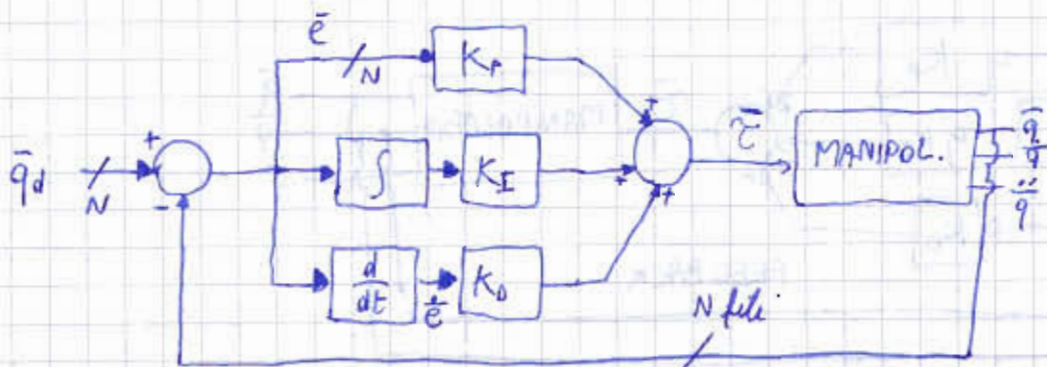 ē
N
K_P
+
q̄_d
N
+
-
∫
K_I
+
+
τ̄
MANIPOL.
q̄
q̇
q̈
d/dt
ė
K_D
N fili